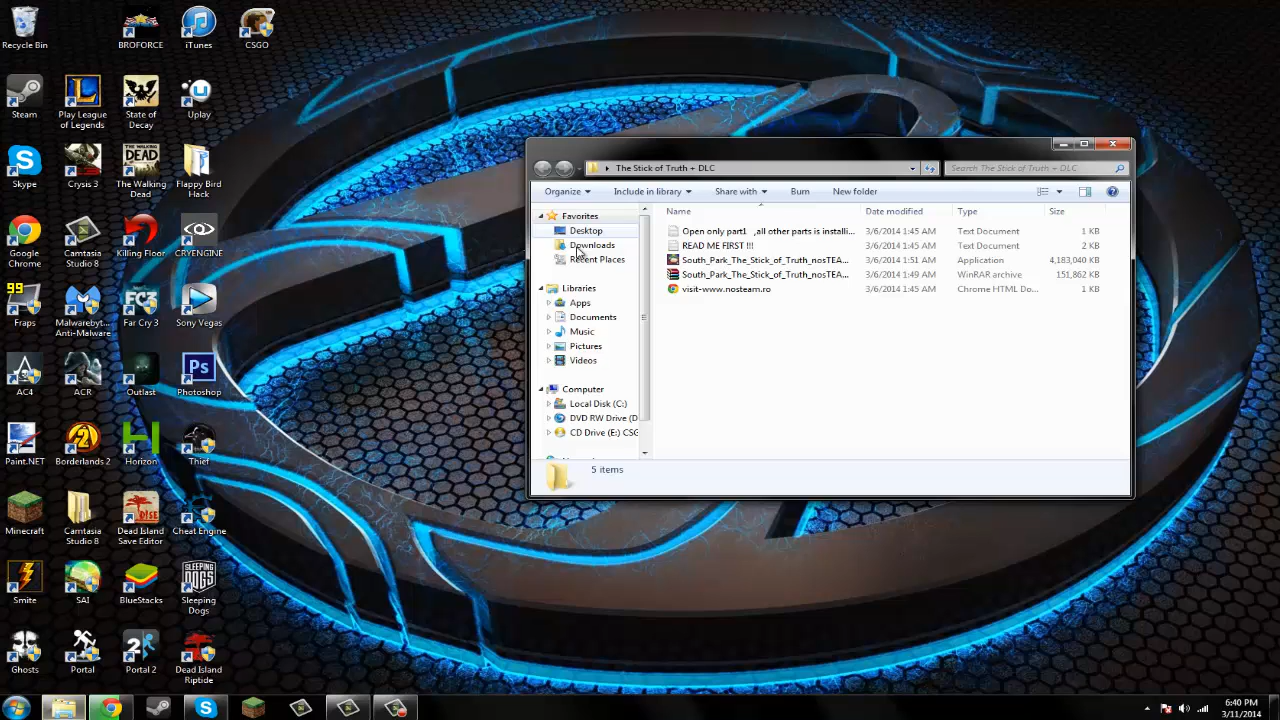 Recycle Bin
BROFORCE
iTunes
CSGO
Steam
Play League
of Legends
State of
Decay
Uplay
Skype
Crysis 3
The Walking
Dead
Flappy Bird
Hack
Google
Chrome
Camtasia
Studio 8
Killing Floor
CRYENGINE
99
Fraps
Malwarebyt...
Anti-Malware
FC3
Far Cry 3
Sony Vegas
AC4
ACR
Outlast
Ps
Photoshop
Paint.NET
Borderlands 2
Horizon
Thief
Minecraft
Camtasia
Studio 8
Dead Island
Save Editor
Cheat Engine
Smite
SAI
BlueStacks
Sleeping
Dogs
Ghosts
Portal
Portal 2
Dead Island
Riptide
The Stick of Truth + DLC
Search The Stick of Truth + DLC
Organize
Include in library
Share with
Burn
New folder
Favorites
Desktop
Downloads
Recent Places
Libraries
Apps
Documents
Music
Pictures
Videos
Computer
Local Disk (C:)
DVD RW Drive (D
CD Drive (E:) CSG
Name
Date modified
Type
Size
Open only part1 ,all other parts is installi... 3/6/2014 1:45 AM Text Document 1 KB
READ ME FIRST !!! 3/6/2014 1:45 AM Text Document 2 KB
South_Park_The_Stick_of_Truth_nosTEA... 3/6/2014 1:51 AM Application 4,183,040 KB
South_Park_The_Stick_of_Truth_nosTEA... 3/6/2014 1:49 AM WinRAR archive 151,862 KB
visit-www.nosteam.ro 3/6/2014 1:45 AM Chrome HTML Do... 1 KB
5 items
6:40 PM
3/11/2014